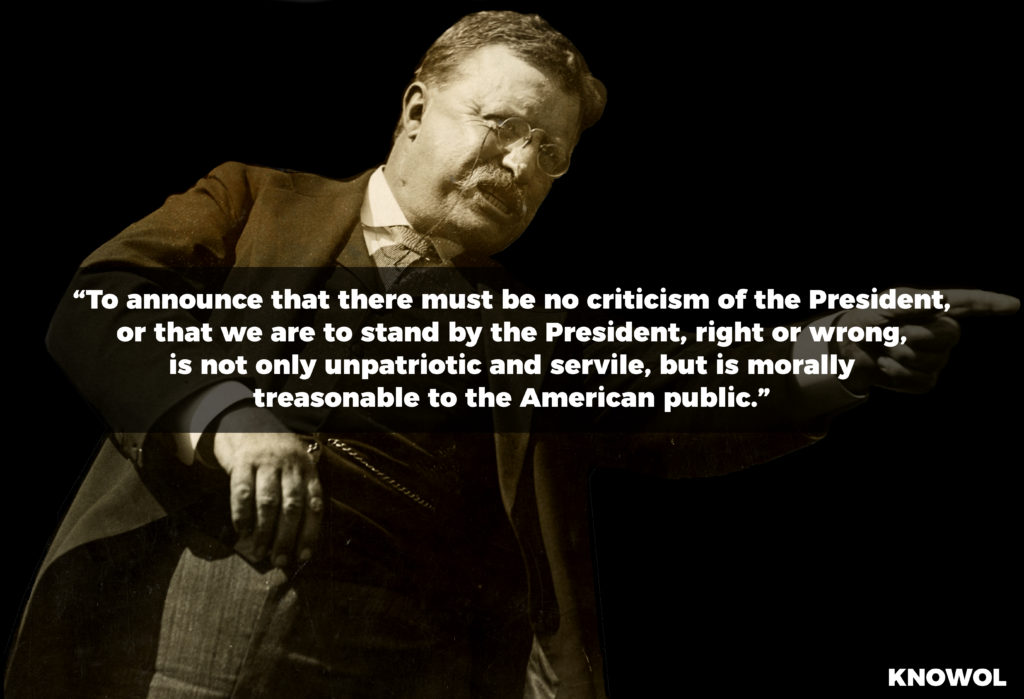 “To announce that there must be no criticism of the President,
or that we are to stand by the President, right or wrong,
is not only unpatriotic and servile, but is morally
treasonable to the American public.”
KNOWOL